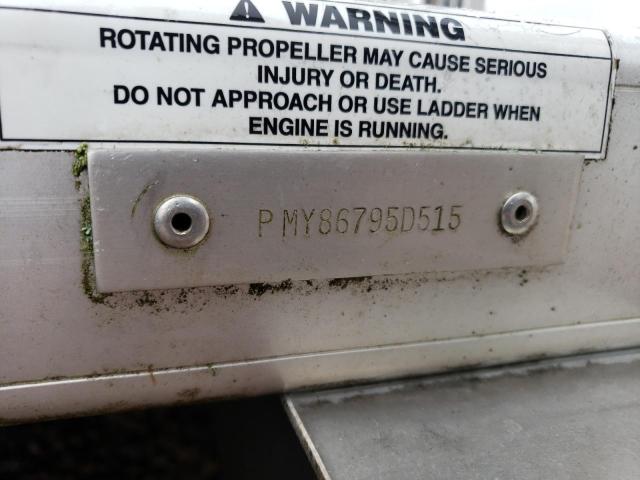 WARNING
ROTATING PROPELLER MAY CAUSE SERIOUS
INJURY OR DEATH.
DO NOT APPROACH OR USE LADDER WHEN
ENGINE IS RUNNING.
PMY86795D515